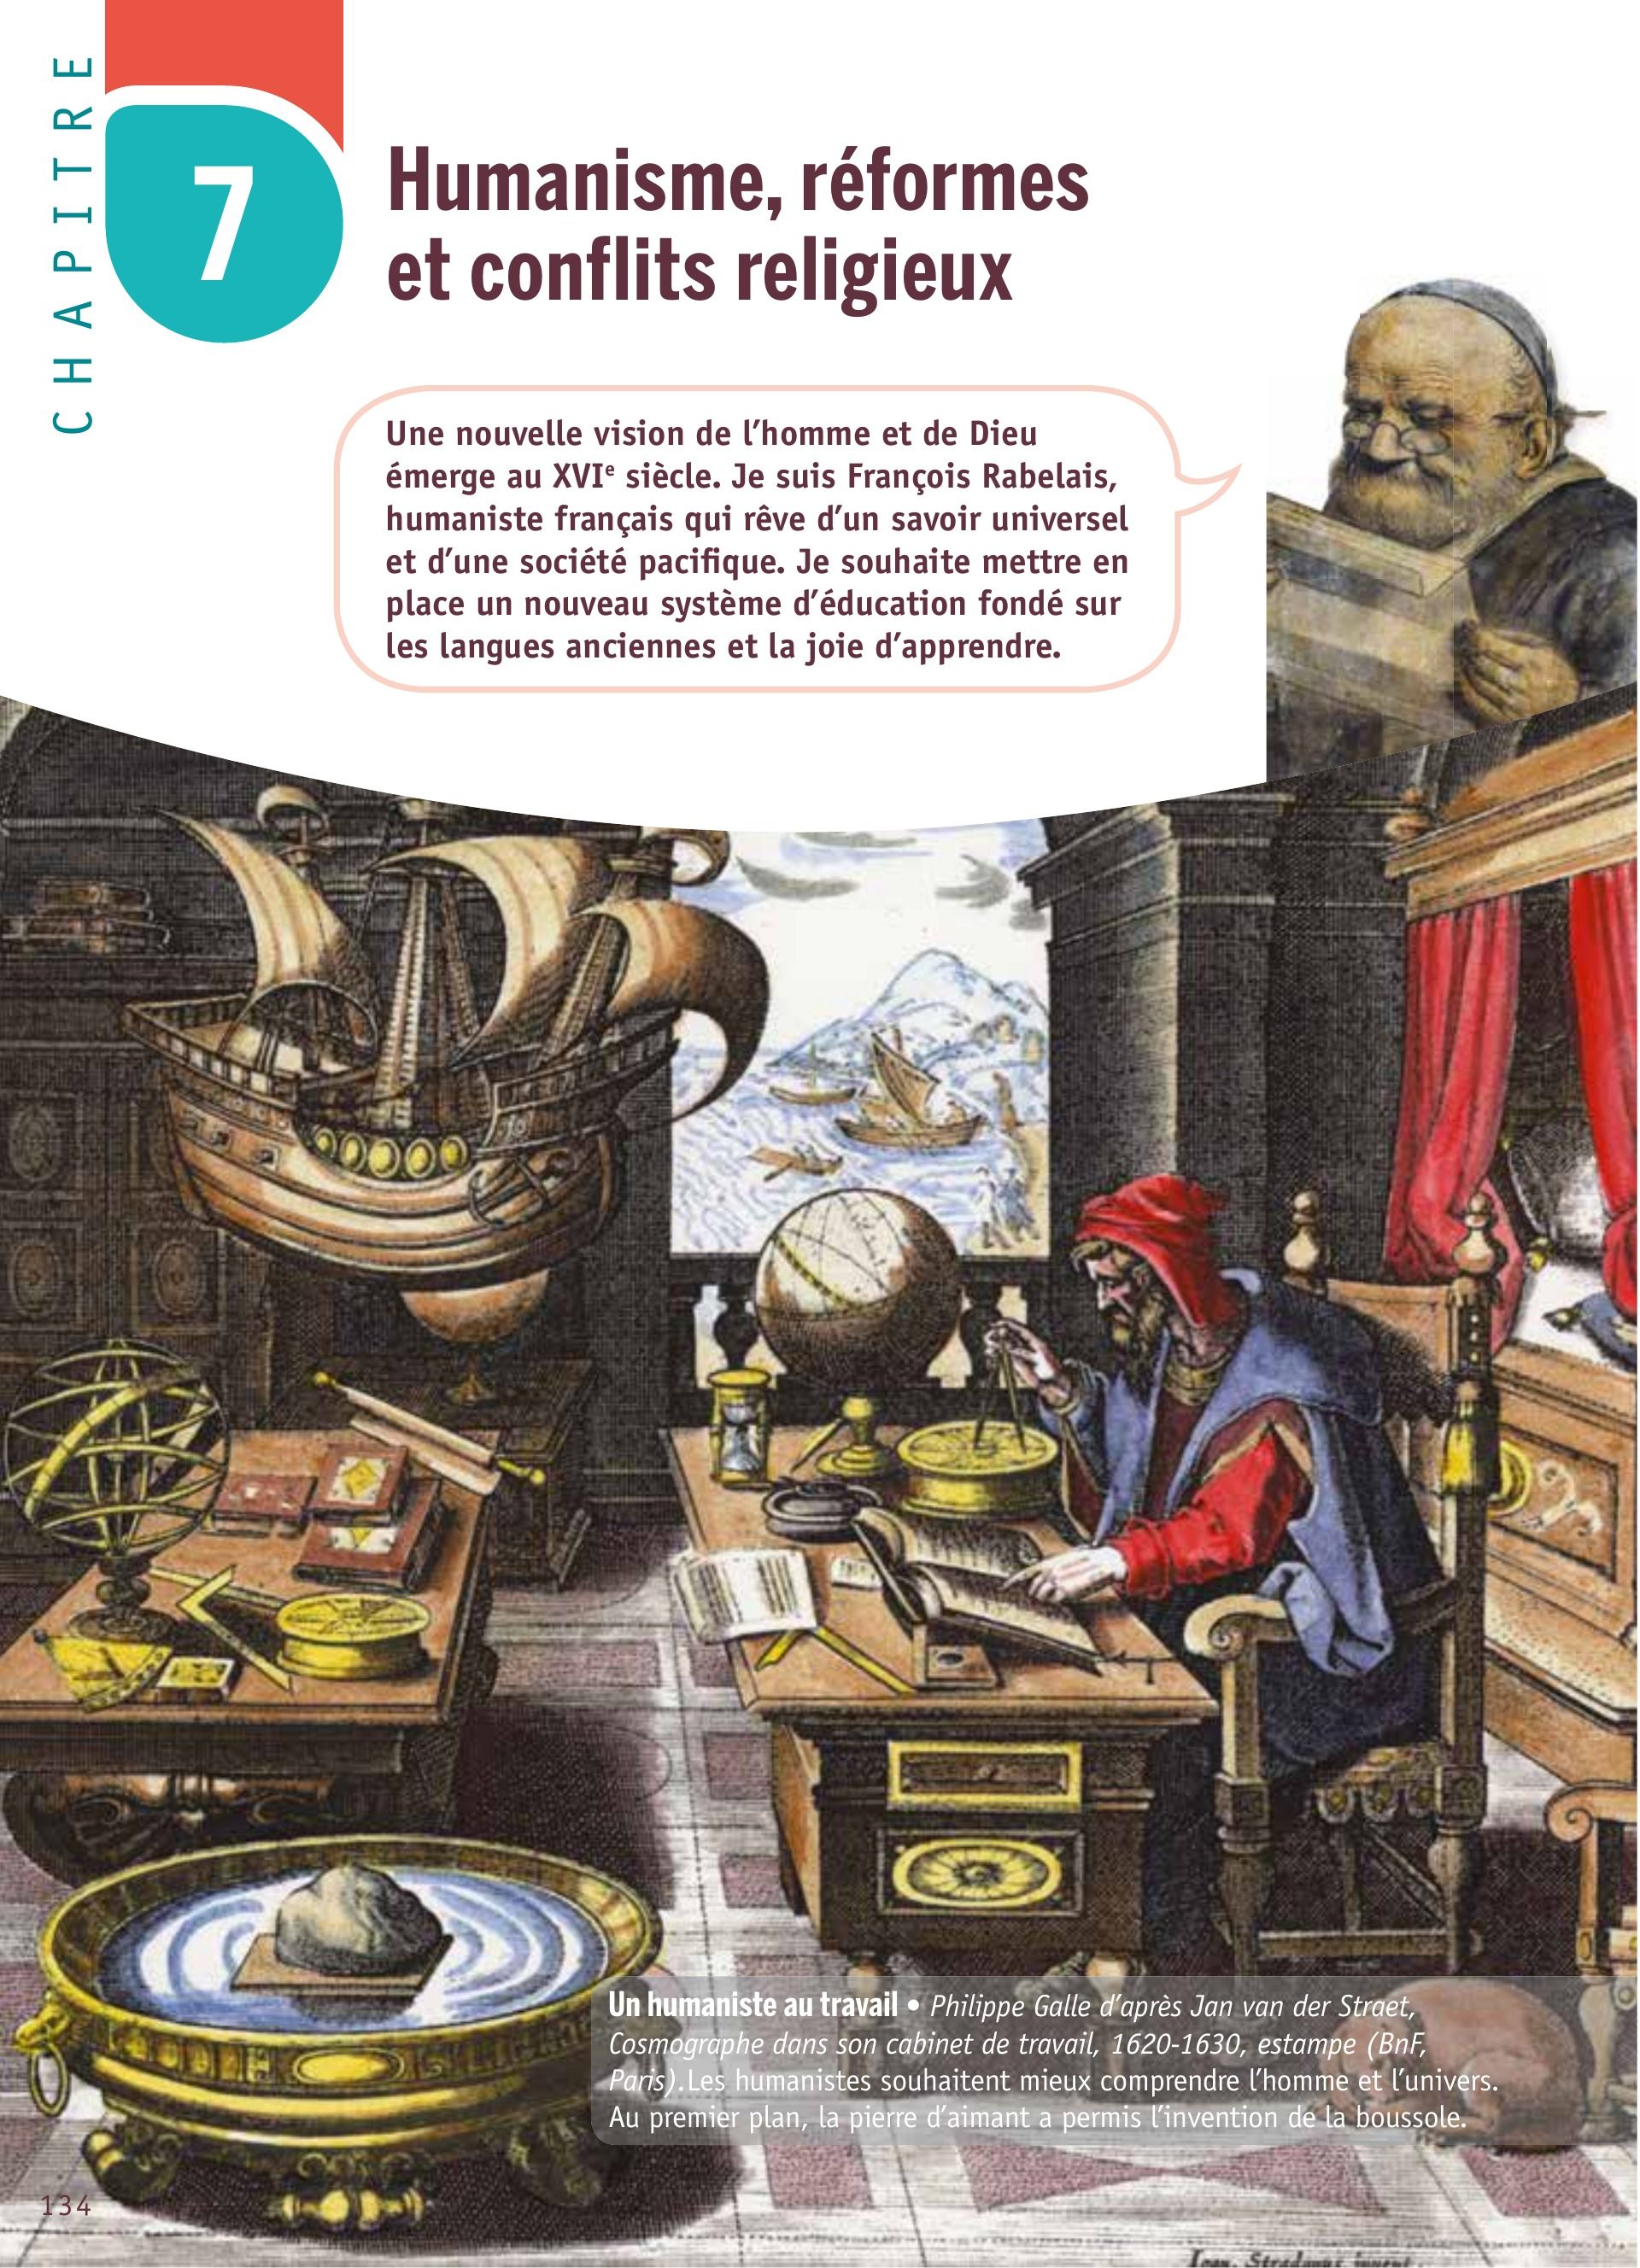 CHAPITRE
7
Humanisme, réformes
et conflits religieux
Une nouvelle vision de l’homme et de Dieu
émerge au XVIe siècle. Je suis François Rabelais,
humaniste français qui rêve d’un savoir universel
et d’une société pacifique. Je souhaite mettre en
place un nouveau système d’éducation fondé sur
les langues anciennes et la joie d’apprendre.
Un humaniste au travail • Philippe Galle d’après Jan van der Straet,
Cosmographe dans son cabinet de travail, 1620-1630, estampe (BnF,
Paris).Les humanistes souhaitent mieux comprendre l’homme et l’univers.
Au premier plan, la pierre d’aimant a permis l’invention de la boussole.
134
Ioan. Stradanus invent.